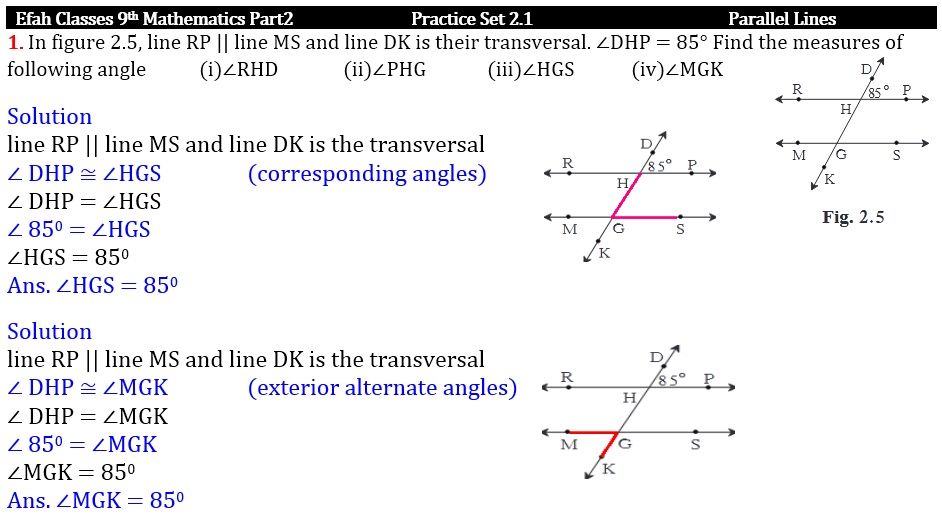 Efah Classes 9th Mathematics Part2 Practice Set 2.1 Parallel Lines
1. In figure 2.5, line RP || line MS and line DK is their transversal. ∠DHP = 85° Find the measures of
following angle (i)∠RHD (ii)∠PHG (iii)∠HGS (iv)∠MGK
D
R 85° P
H
M G S
K
Fig. 2.5
Solution
line RP || line MS and line DK is the transversal
∠ DHP ≅ ∠HGS (corresponding angles)
∠ DHP = ∠HGS
∠ 85⁰ = ∠HGS
∠HGS = 85⁰
Ans. ∠HGS = 85⁰
D
R 85° P
H
M G S
K
Solution
line RP || line MS and line DK is the transversal
∠ DHP ≅ ∠MGK (exterior alternate angles)
∠ DHP = ∠MGK
∠ 85⁰ = ∠MGK
∠MGK = 85⁰
Ans. ∠MGK = 85⁰
D
R 85° P
H
M G S
K